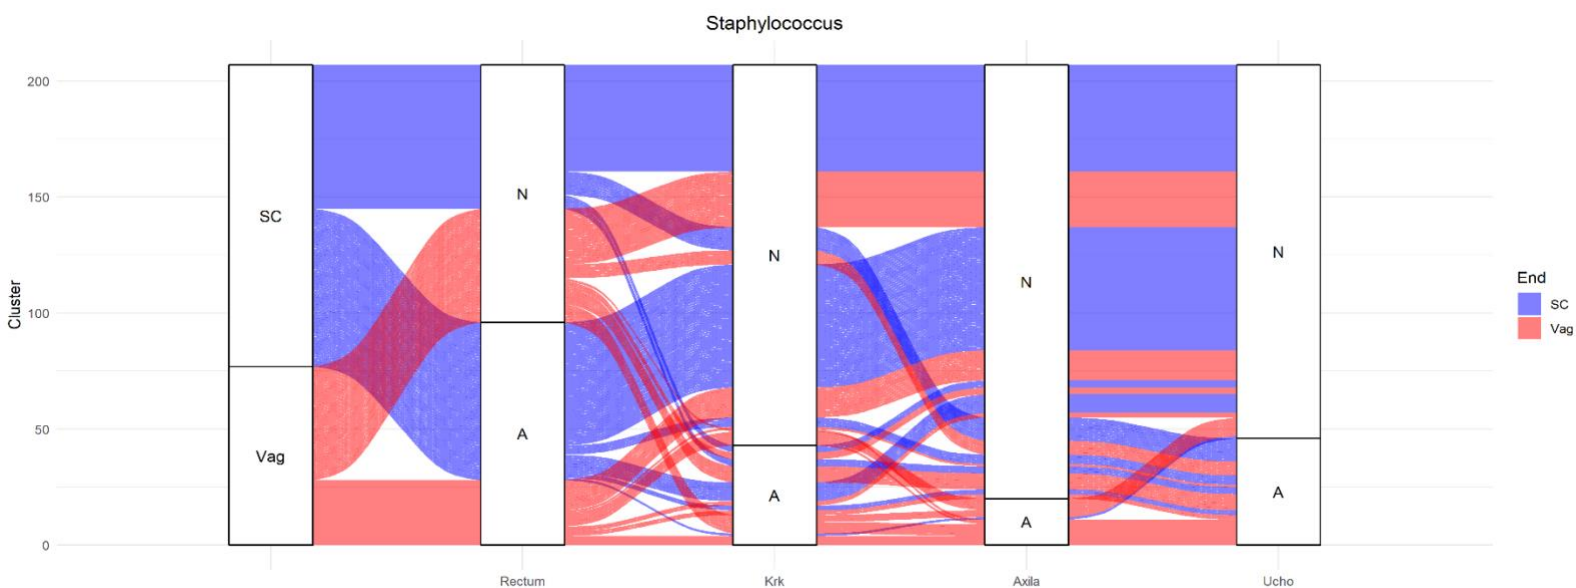 Staphylococcus
Cluster
200
150
100
50
0
SC
Vag
N
A
N
A
N
A
N
A
Rectum
Krk
Axila
Ucho
End
SC
Vag